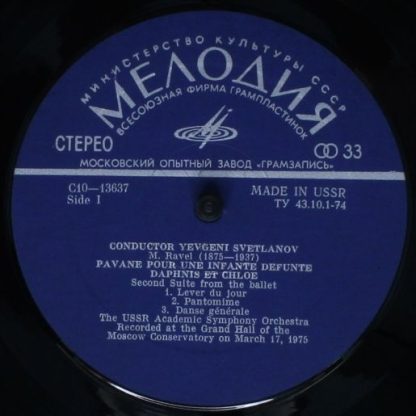 МИНИСТЕРСТВО КУЛЬТУРЫ СССР
МЕЛОДИЯ
ВСЕСОЮЗНАЯ ФИРМА ГРАМПЛАСТИНОК
СТЕРЕО
33
МОСКОВСКИЙ ОПЫТНЫЙ ЗАВОД «ГРАМЗАПИСЬ»
С10—13637
MADE IN USSR
Side I
ТУ 43.10.1-74
CONDUCTOR YEVGENI SVETLANOV
M. Ravel (1875—1937)
PAVANE POUR UNE INFANTE DEFUNTE
DAPHNIS ET CHLOE
Second Suite from the ballet
1. Lever du jour
2. Pantomime
3. Danse générale
The USSR Academic Symphony Orchestra
Recorded at the Grand Hall of the
Moscow Conservatory on March 17, 1975